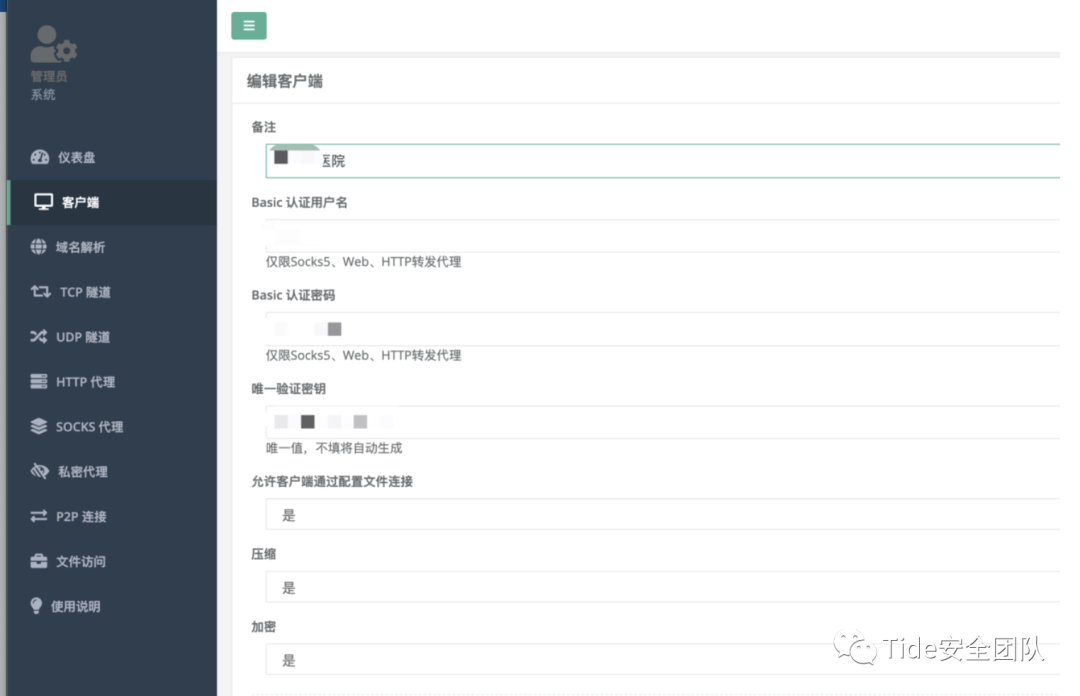 管理员
系统
仪表盘
客户端
域名解析
TCP 隧道
UDP 隧道
HTTP 代理
SOCKS 代理
私密代理
P2P 连接
文件访问
使用说明
编辑客户端
备注
医院
Basic 认证用户名
仅限Socks5、Web、HTTP转发代理
Basic 认证密码
仅限Socks5、Web、HTTP转发代理
唯一验证密钥
唯一值，不填将自动生成
允许客户端通过配置文件连接
是
压缩
是
加密
是
Tide安全团队